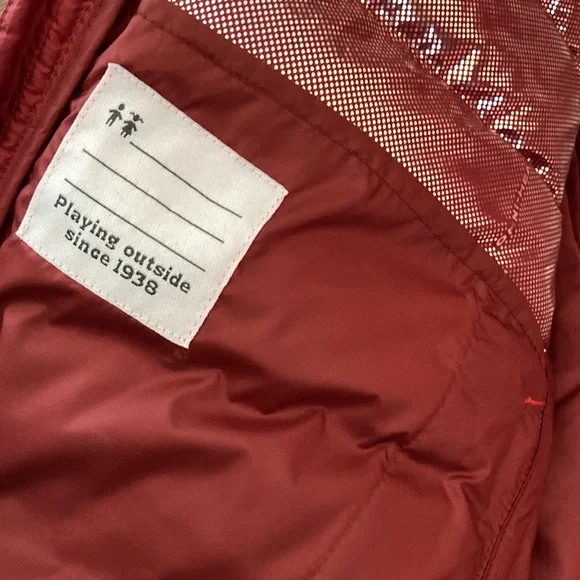 Playing outside
since 1938